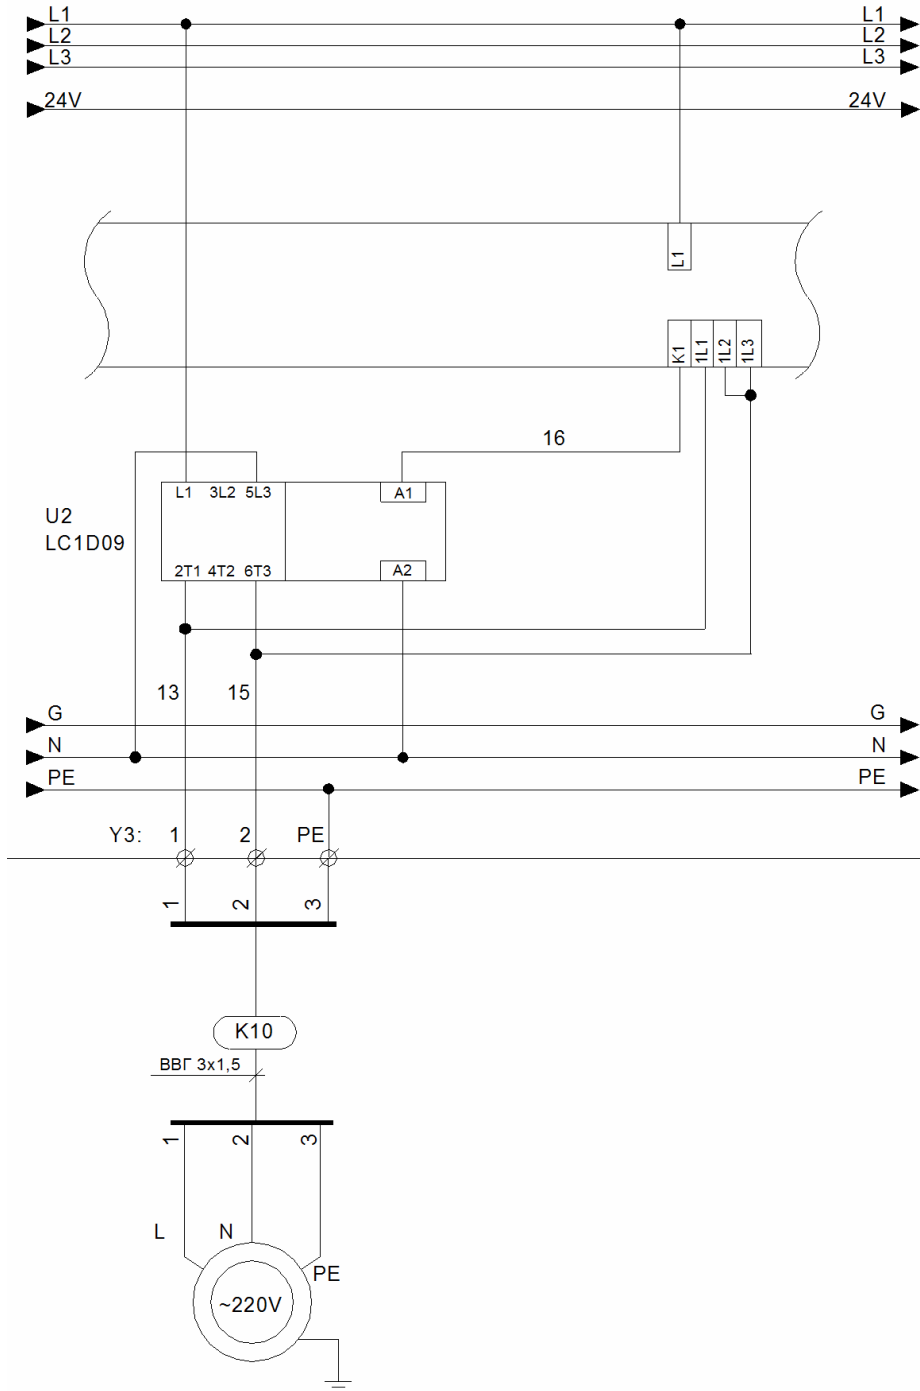 L1 L1
L2 L2
L3 L3
24V 24V
L1
K1 1L1 1L2 1L3
16
L1 3L2 5L3 A1
U2
LC1D09
2T1 4T2 6T3 A2
13 15
G G
N N
PE PE
Y3: 1 2 PE
1 2 3
K10
ВВГ 3x1,5
1 2 3
L N
PE
~220V